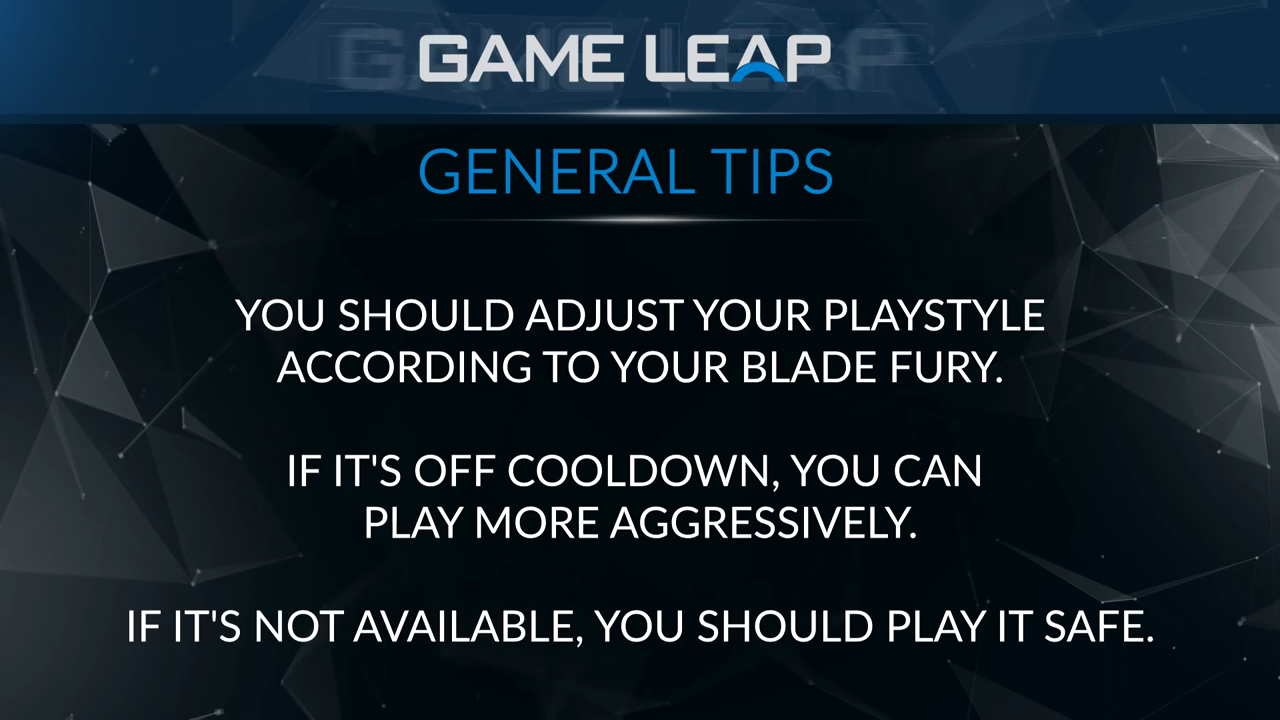 GAME LEAP
GENERAL TIPS
YOU SHOULD ADJUST YOUR PLAYSTYLE
ACCORDING TO YOUR BLADE FURY.
IF IT'S OFF COOLDOWN, YOU CAN
PLAY MORE AGGRESSIVELY.
IF IT'S NOT AVAILABLE, YOU SHOULD PLAY IT SAFE.